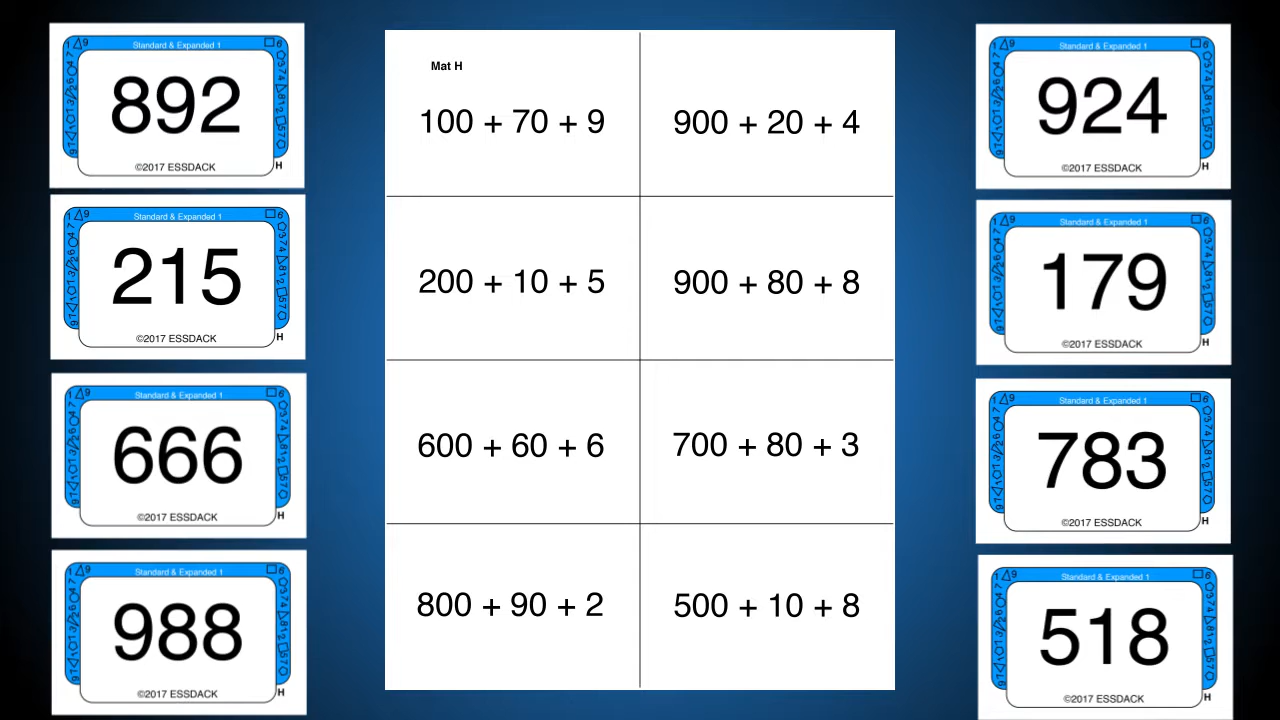 Standard & Expanded 1
892
©2017 ESSDACK
H
Standard & Expanded 1
215
©2017 ESSDACK
H
Standard & Expanded 1
666
©2017 ESSDACK
H
Standard & Expanded 1
988
©2017 ESSDACK
H
Mat H
100 + 70 + 9
900 + 20 + 4
200 + 10 + 5
900 + 80 + 8
600 + 60 + 6
700 + 80 + 3
800 + 90 + 2
500 + 10 + 8
Standard & Expanded 1
924
©2017 ESSDACK
H
Standard & Expanded 1
179
©2017 ESSDACK
H
Standard & Expanded 1
783
©2017 ESSDACK
H
Standard & Expanded 1
518
©2017 ESSDACK
H